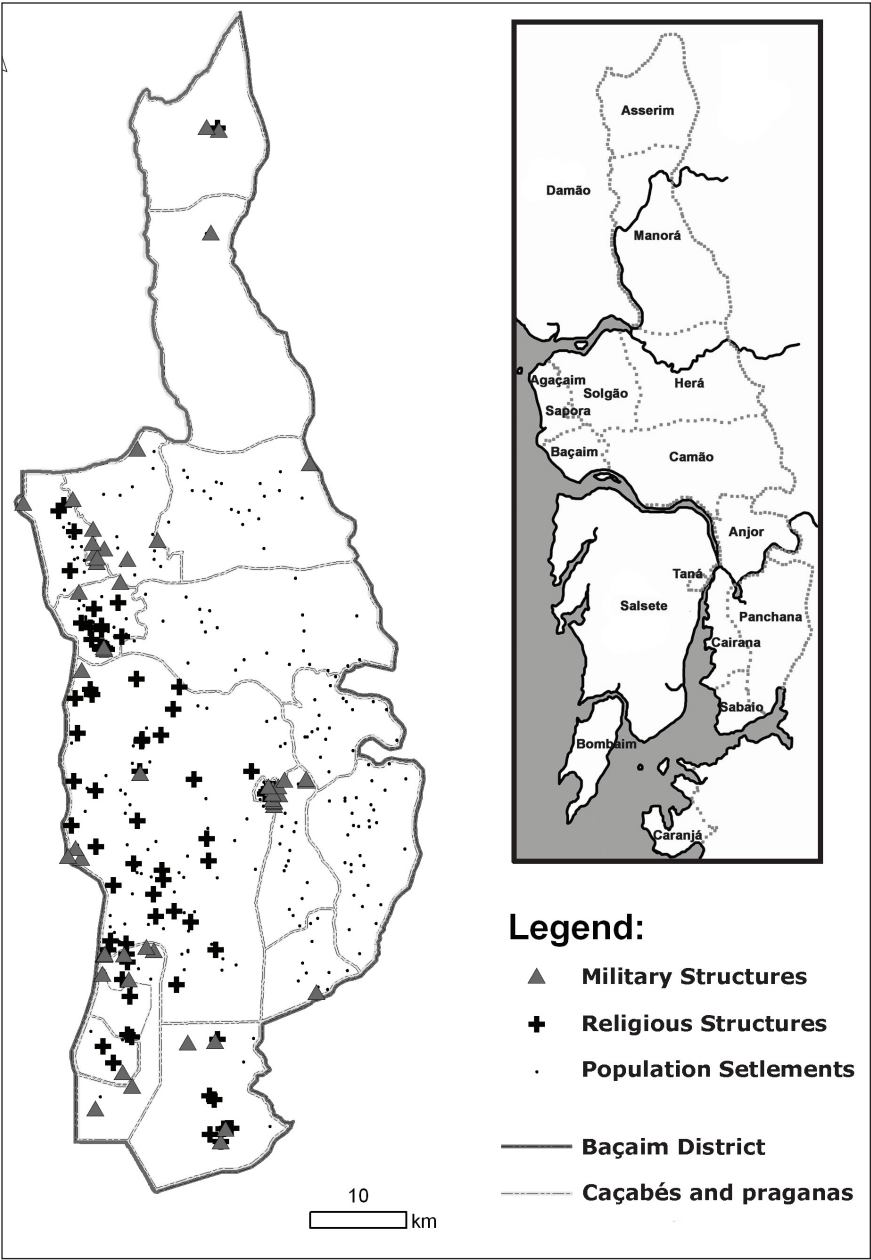 Asserim
Damão
Manorá
Agaçaim
Solgão
Herá
Sapora
Baçaim
Camão
Anjor
Taná
Salsete
Panchana
Cairana
Sabaio
Bombaim
Caranjá
Legend:
Military Structures
Religious Structures
Population Setlements
Baçaim District
Caçabés and praganas
10
km